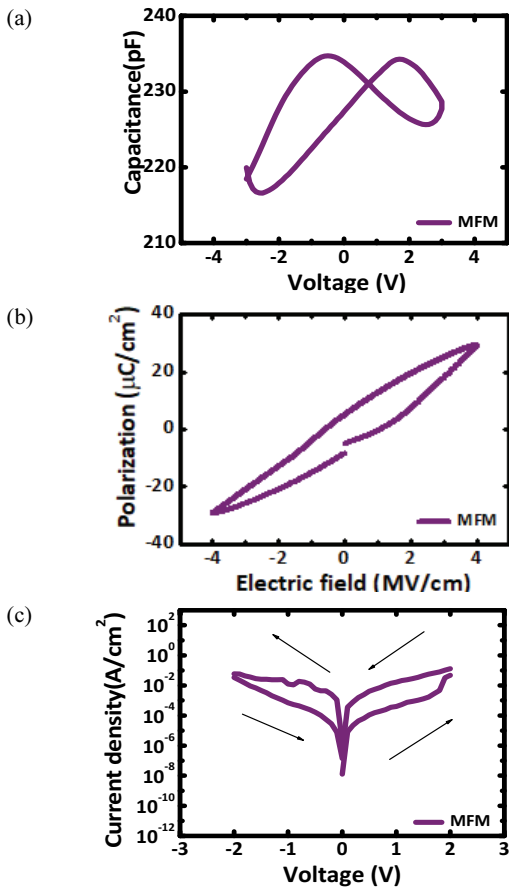 (a)
Capacitance(pF)
240
230
220
210
-4 -2 0 2 4
Voltage (V)
MFM
(b)
Polarization (μC/cm²)
40
20
0
-20
-40
-4 -2 0 2 4
Electric field (MV/cm)
MFM
(c)
Current density(A/cm²)
10²
10⁰
10⁻²
10⁻⁴
10⁻⁶
10⁻⁸
10⁻¹⁰
10⁻¹²
-3 -2 -1 0 1 2 3
Voltage (V)
MFM